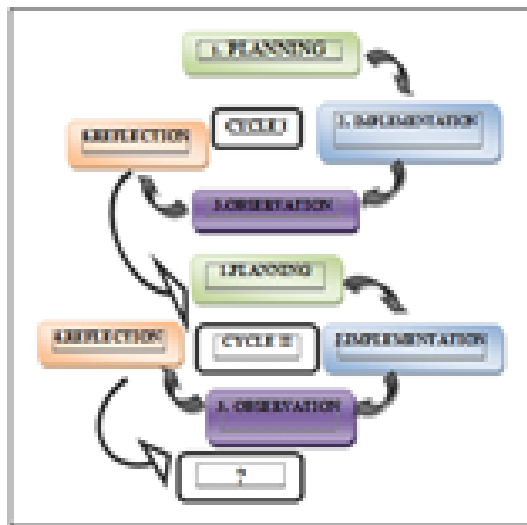 1. PLANNING
2. IMPLEMENTATION
CYCLE I
4.REFLECTION
3.OBSERVATION
1.PLANNING
2.IMPLEMENTATION
CYCLE II
4.REFLECTION
3. OBSERVATION
?